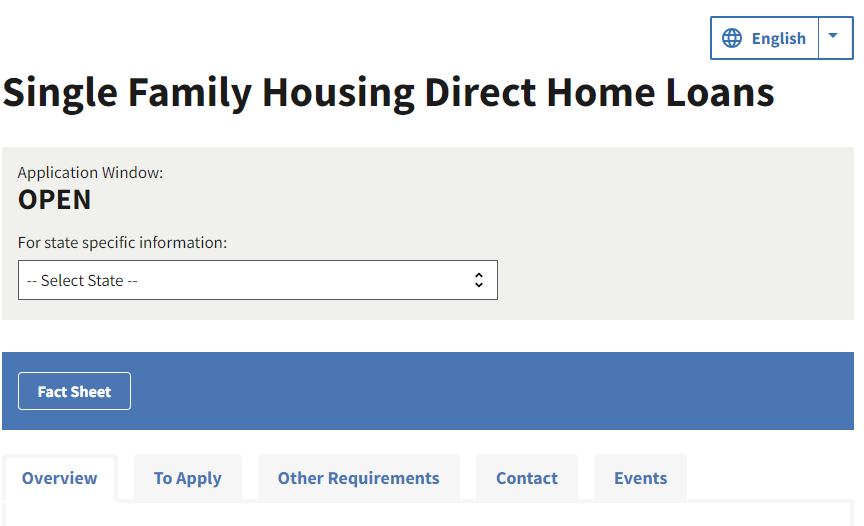 English
Single Family Housing Direct Home Loans
Application Window:
OPEN
For state specific information:
-- Select State --
Fact Sheet
Overview To Apply Other Requirements Contact Events